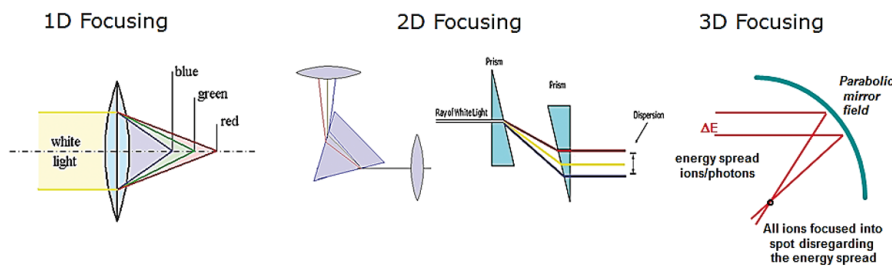 1D Focusing
2D Focusing
3D Focusing
blue
green
red
white
light
Prism
Prism
Ray of White Light
Dispersion
Parabolic
mirror
field
ΔE
energy spread
ions/photons
All ions focused into
spot disregarding
the energy spread